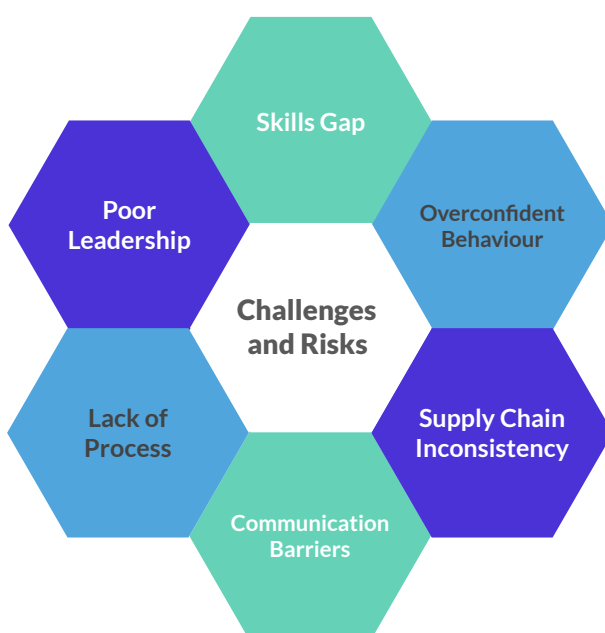 Skills Gap
Poor
Leadership
Overconfident
Behaviour
Challenges
and Risks
Lack of
Process
Supply Chain
Inconsistency
Communication
Barriers